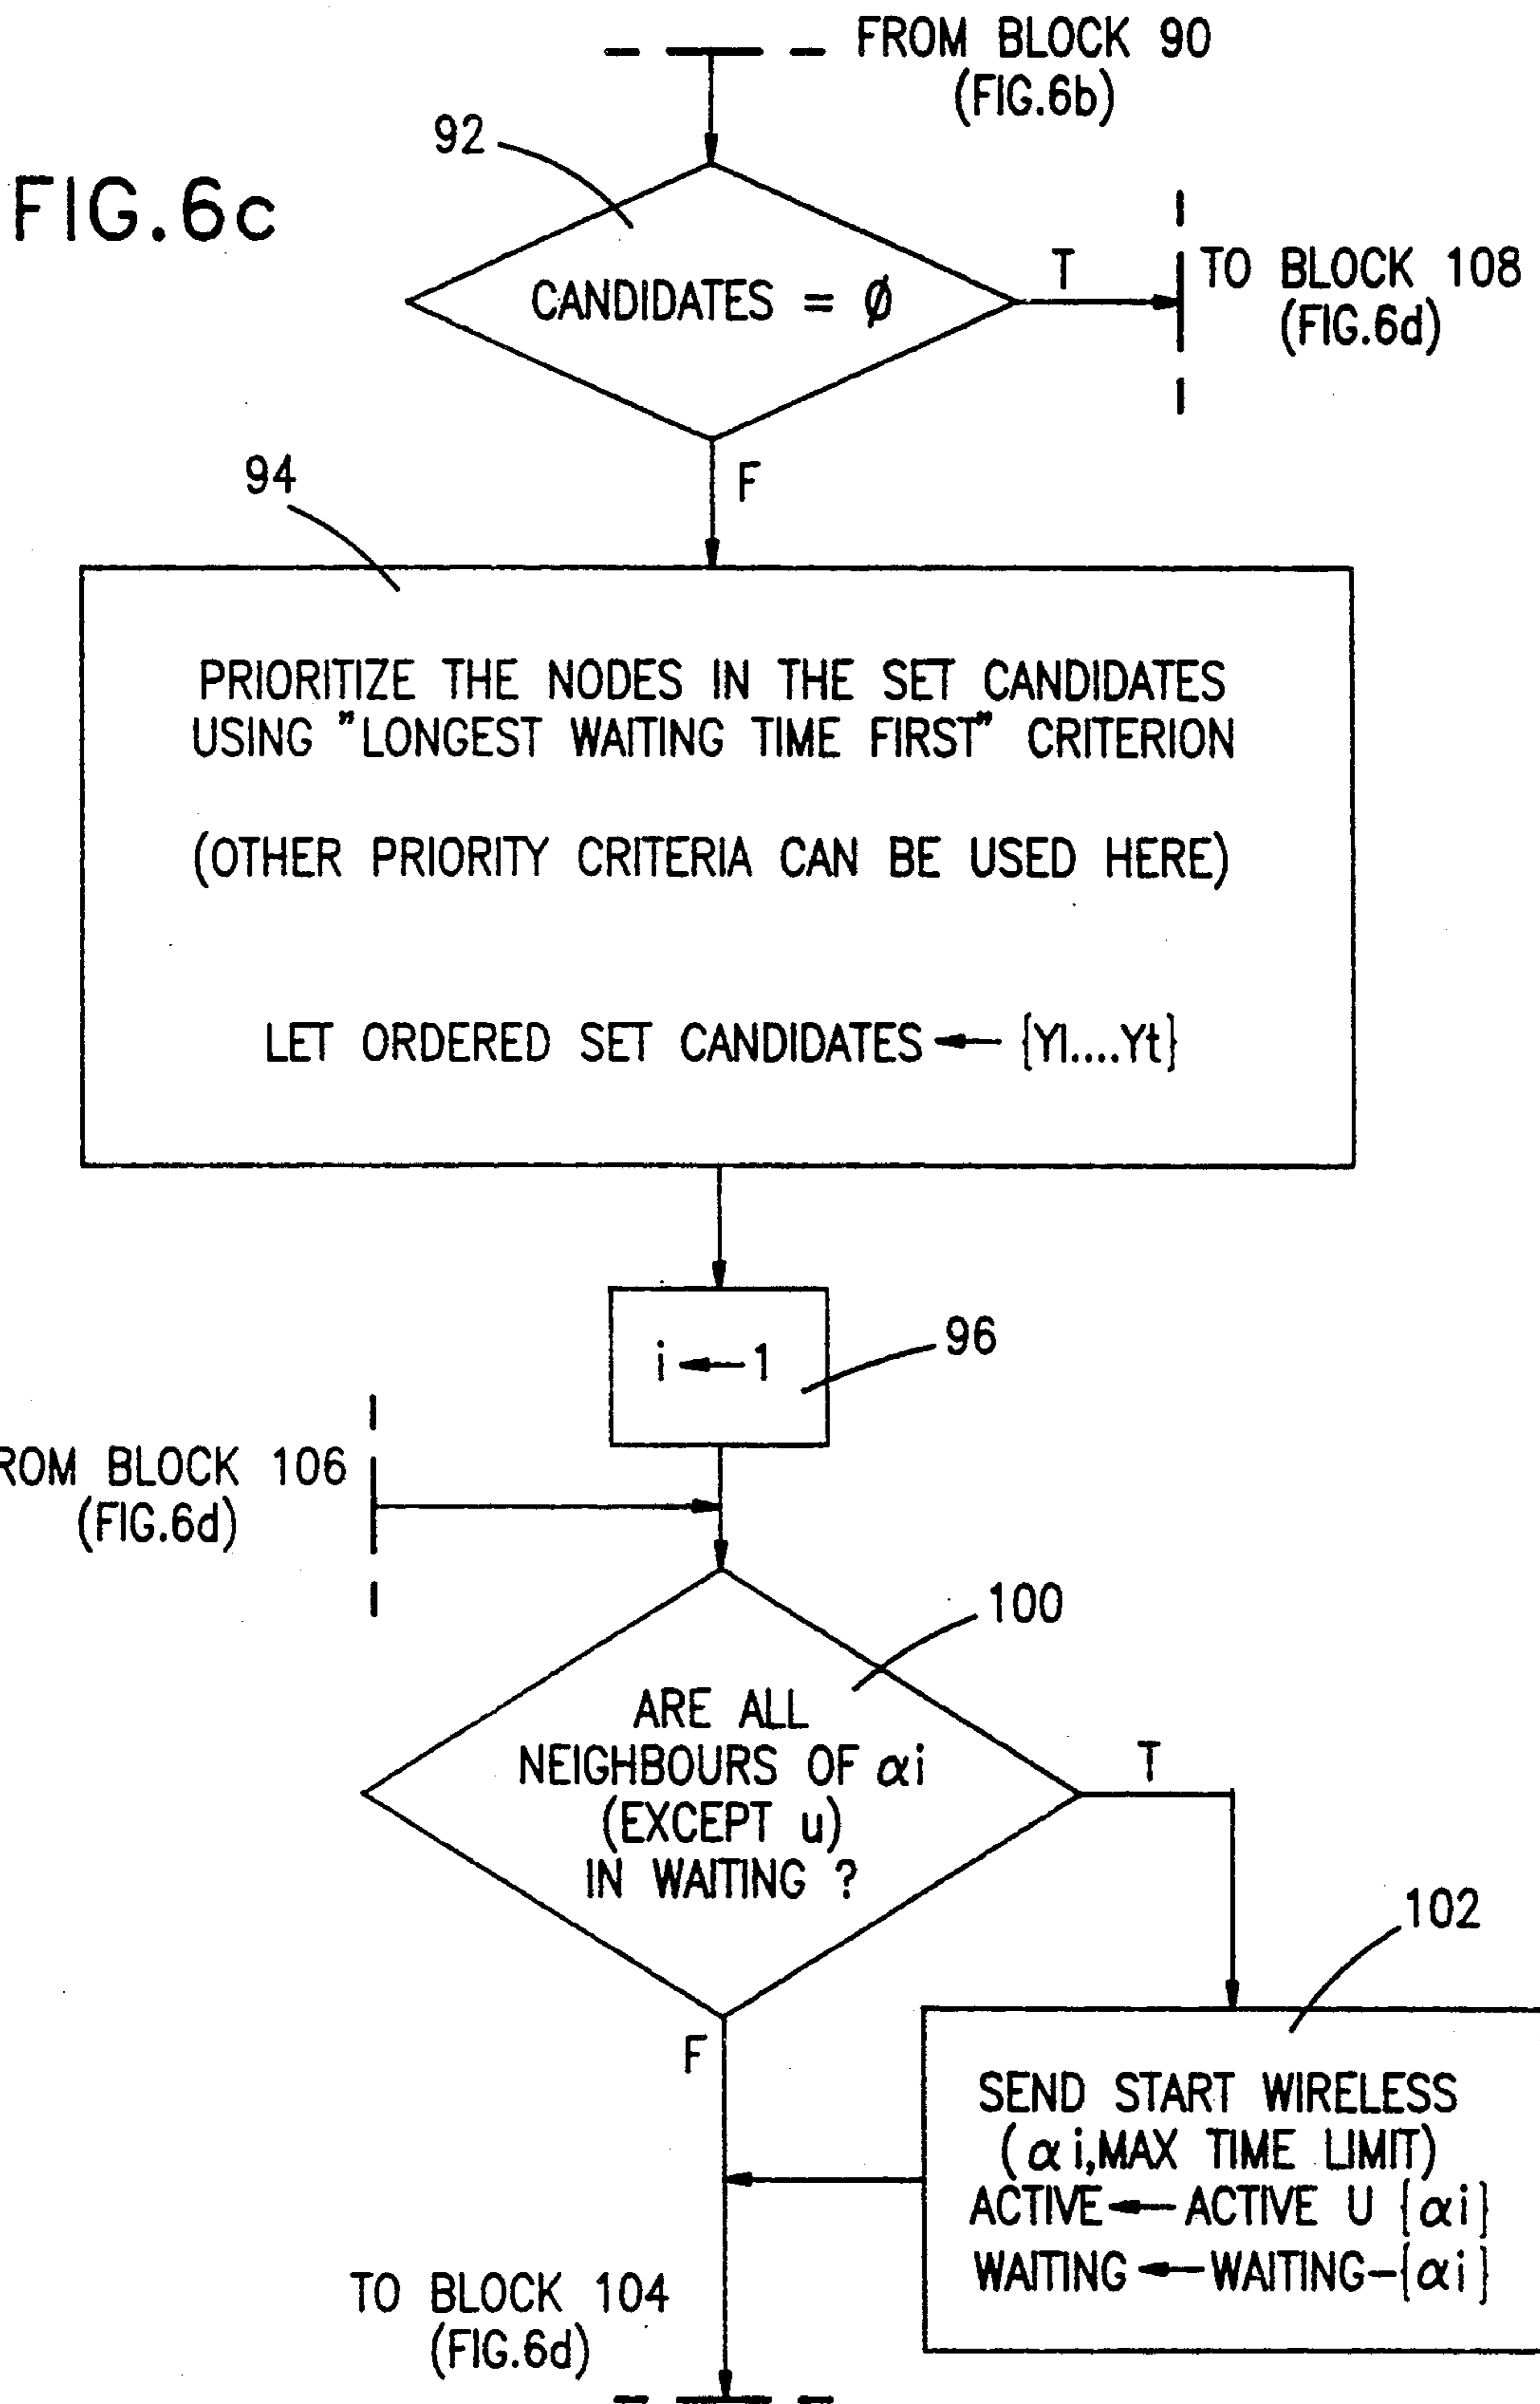 FROM BLOCK 90
(FIG.6b)
92
FIG.6c
CANDIDATES = Ø
T
TO BLOCK 108
(FIG.6d)
F
94
PRIORITIZE THE NODES IN THE SET CANDIDATES
USING "LONGEST WAITING TIME FIRST" CRITERION
(OTHER PRIORITY CRITERIA CAN BE USED HERE)
LET ORDERED SET CANDIDATES ← {Y1....Yt}
i ← 1
96
ROM BLOCK 106
(FIG.6d)
100
ARE ALL
NEIGHBOURS OF αi
(EXCEPT u)
IN WAITING ?
T
102
F
SEND START WIRELESS
(αi,MAX TIME LIMIT)
ACTIVE ← ACTIVE U {αi}
WAITING ← WAITING-{αi}
TO BLOCK 104
(FIG.6d)